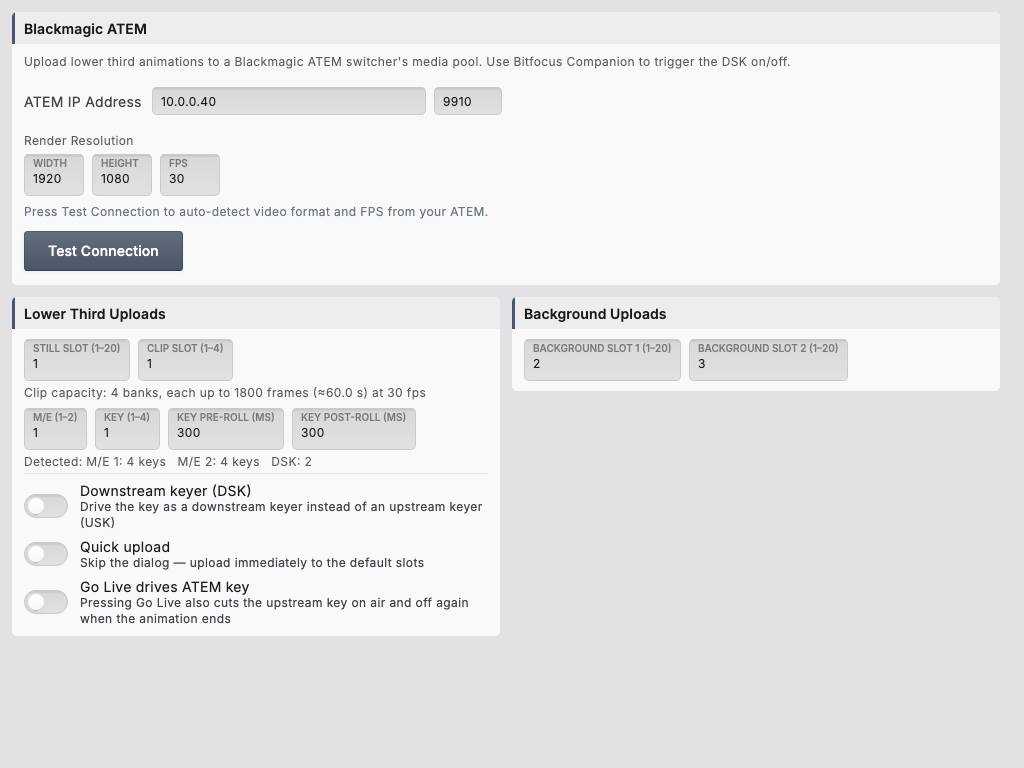 Blackmagic ATEM
Upload lower third animations to a Blackmagic ATEM switcher's media pool. Use Bitfocus Companion to trigger the DSK on/off.
ATEM IP Address 10.0.0.40 9910
Render Resolution
WIDTH HEIGHT FPS
1920 1080 30
Press Test Connection to auto-detect video format and FPS from your ATEM.
Test Connection
Lower Third Uploads
STILL SLOT (1–20) CLIP SLOT (1–4)
1 1
Clip capacity: 4 banks, each up to 1800 frames (≈60.0 s) at 30 fps
M/E (1–2) KEY (1–4) KEY PRE-ROLL (MS) KEY POST-ROLL (MS)
1 1 300 300
Detected: M/E 1: 4 keys M/E 2: 4 keys DSK: 2
Downstream keyer (DSK)
Drive the key as a downstream keyer instead of an upstream keyer
(USK)
Quick upload
Skip the dialog — upload immediately to the default slots
Go Live drives ATEM key
Pressing Go Live also cuts the upstream key on air and off again
when the animation ends
Background Uploads
BACKGROUND SLOT 1 (1–20) BACKGROUND SLOT 2 (1–20)
2 3